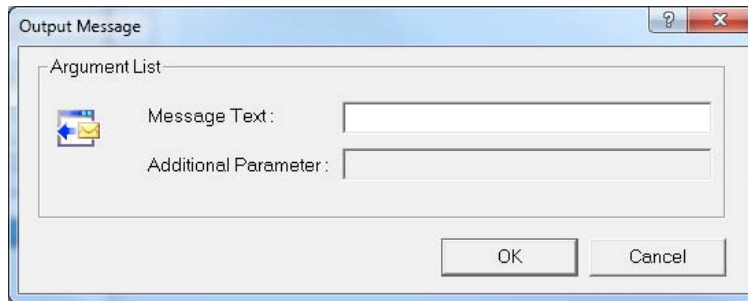 Output Message
?
X
Argument List
Message Text :
Additional Parameter :
OK
Cancel